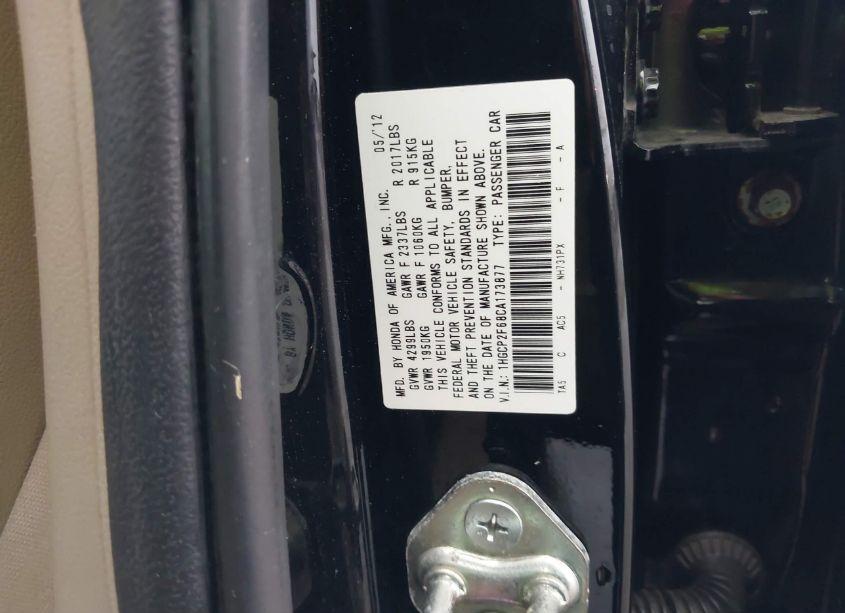 MFD. BY HONDA OF AMERICA MFG., INC. 05/'12
GVWR 4299LBS GAWR F 2337LBS R 2017LBS
GVWR 1950KG GAWR F 1060KG R 915KG
THIS VEHICLE CONFORMS TO ALL APPLICABLE
FEDERAL MOTOR VEHICLE SAFETY, BUMPER,
AND THEFT PREVENTION STANDARDS IN EFFECT
ON THE DATE OF MANUFACTURE SHOWN ABOVE.
V.I.N.: 1HGCP2F68CA173877 TYPE: PASSENGER CAR
TA5 C AC5 - NH731PX - F - A